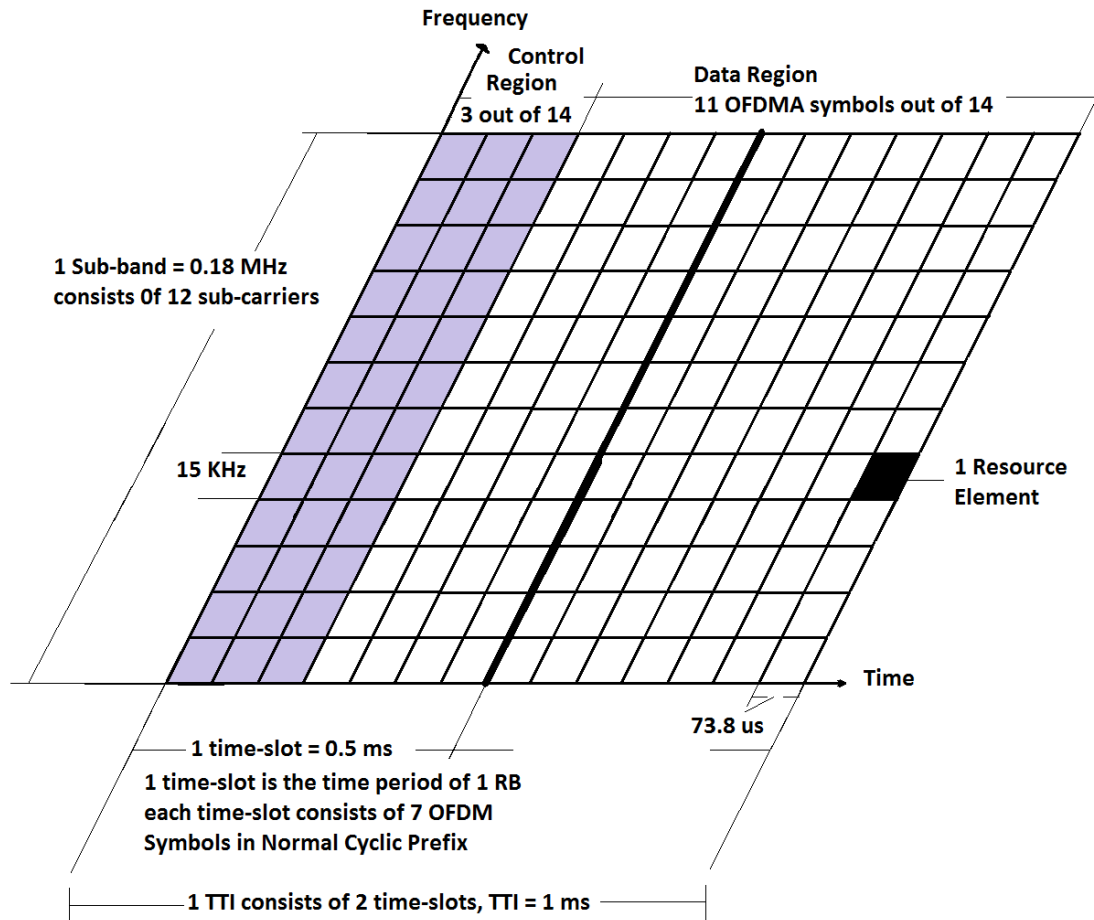 Frequency
Control
Region
3 out of 14
Data Region
11 OFDMA symbols out of 14
1 Sub-band = 0.18 MHz
consists 0f 12 sub-carriers
15 KHz
1 Resource
Element
Time
73.8 us
1 time-slot = 0.5 ms
1 time-slot is the time period of 1 RB
each time-slot consists of 7 OFDM
Symbols in Normal Cyclic Prefix
1 TTI consists of 2 time-slots, TTI = 1 ms